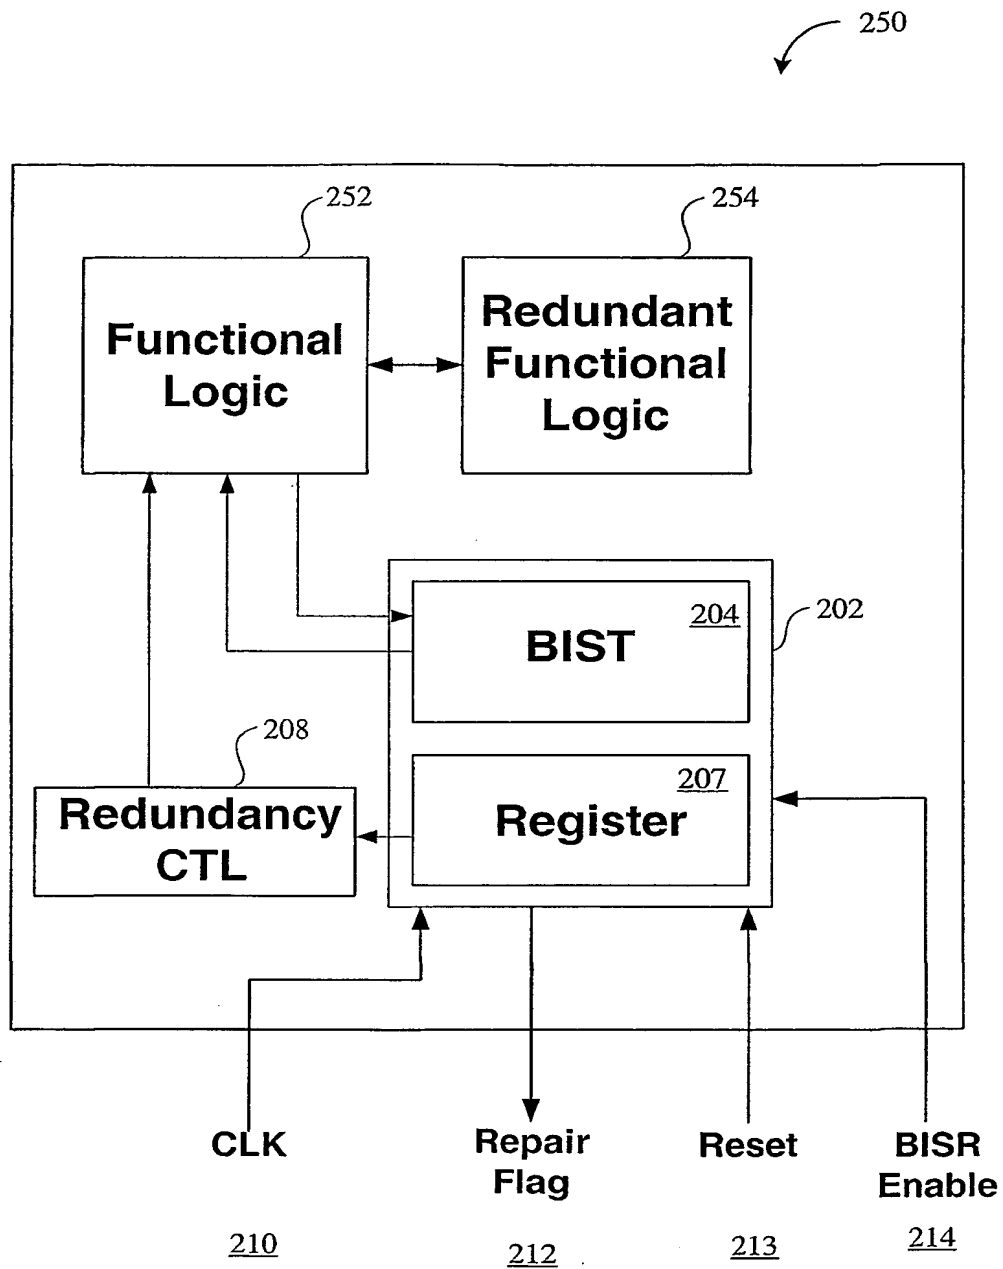 250
252
254
Functional
Logic
Redundant
Functional
Logic
204
BIST
202
208
Redundancy
CTL
207
Register
CLK
Repair
Flag
Reset
BISR
Enable
210
212
213
214